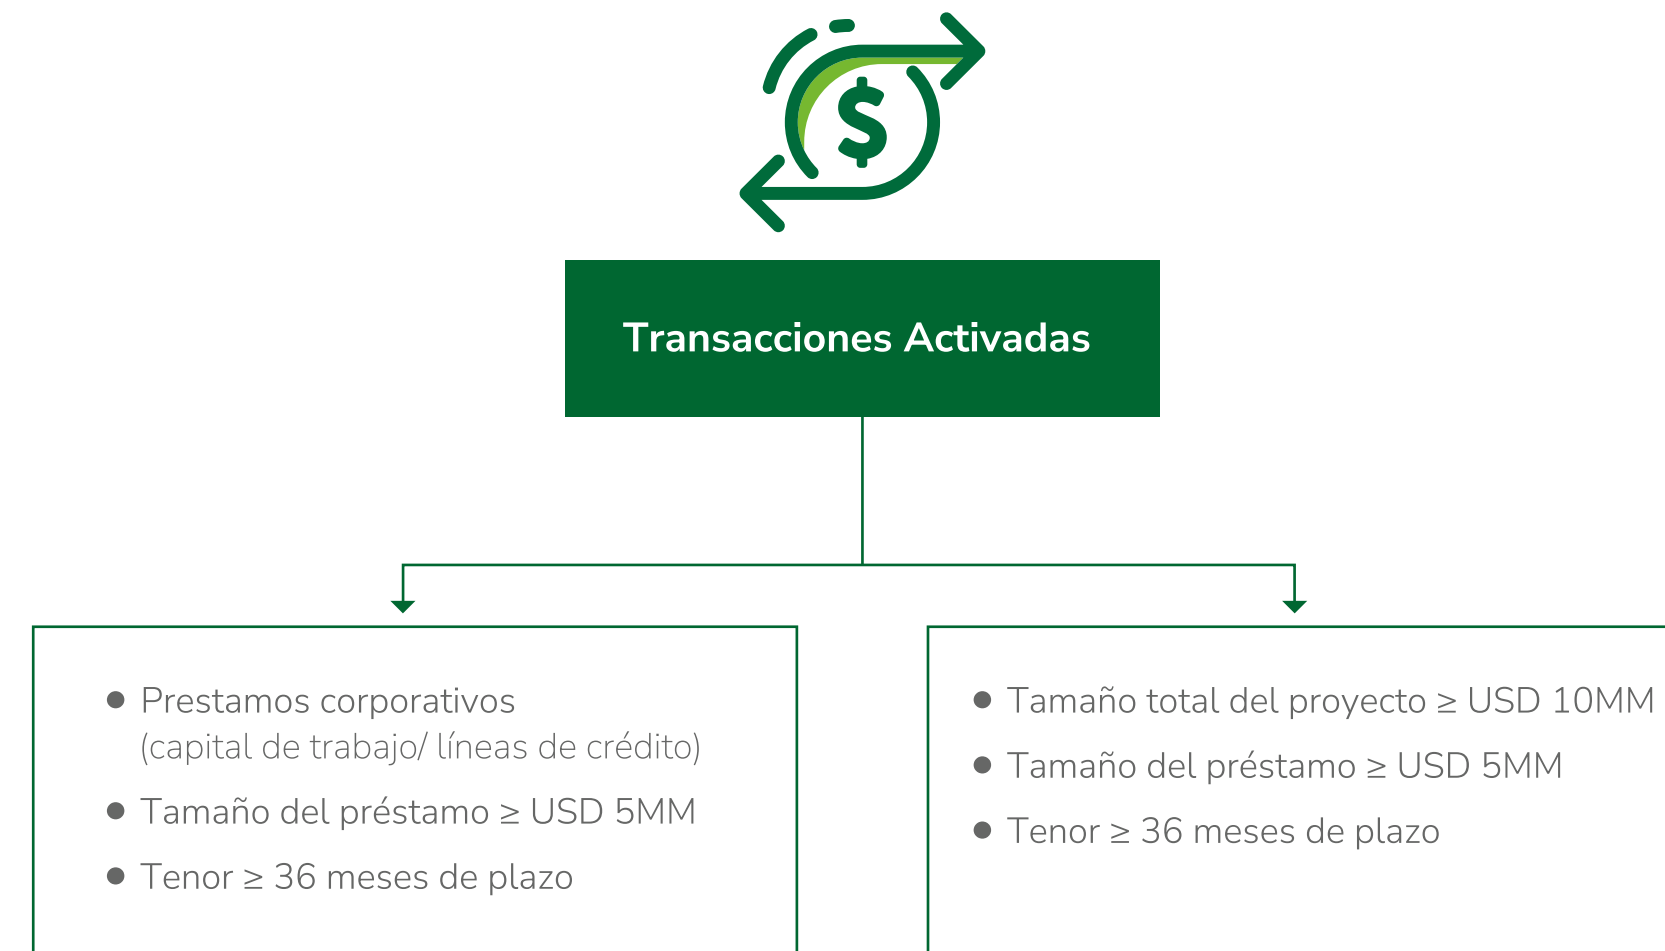 $
Transacciones Activadas
● Prestamos corporativos
(capital de trabajo/ líneas de crédito)
● Tamaño del préstamo ≥ USD 5MM
● Tenor ≥ 36 meses de plazo
● Tamaño total del proyecto ≥ USD 10MM
● Tamaño del préstamo ≥ USD 5MM
● Tenor ≥ 36 meses de plazo